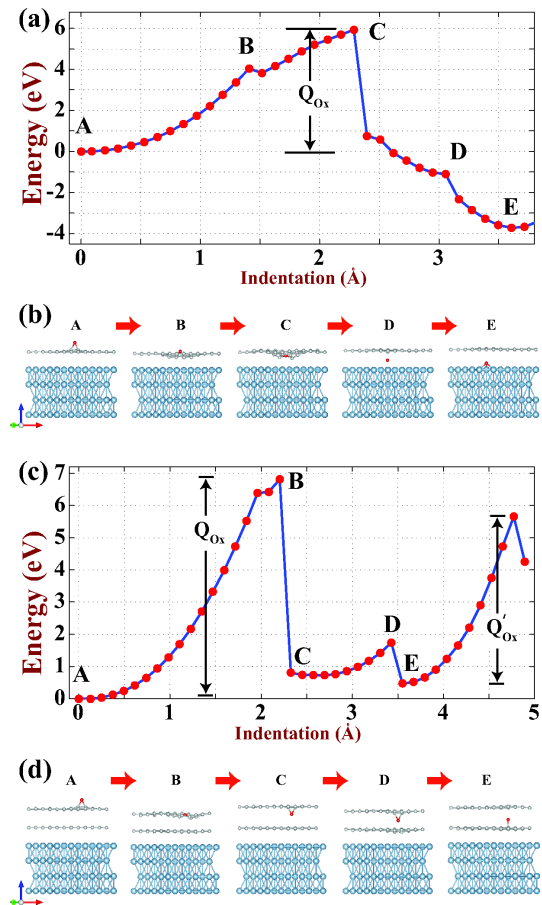 (a)
6
4
2
0
-2
-4
Energy (eV)
A
B
C
D
E
Q_Ox
0
1
2
3
Indentation (Å)
(b)
A
B
C
D
E
(c)
7
6
5
4
3
2
1
0
Energy (eV)
A
B
C
D
E
Q_Ox
Q′_Ox
0
1
2
3
4
5
Indentation (Å)
(d)
A
B
C
D
E